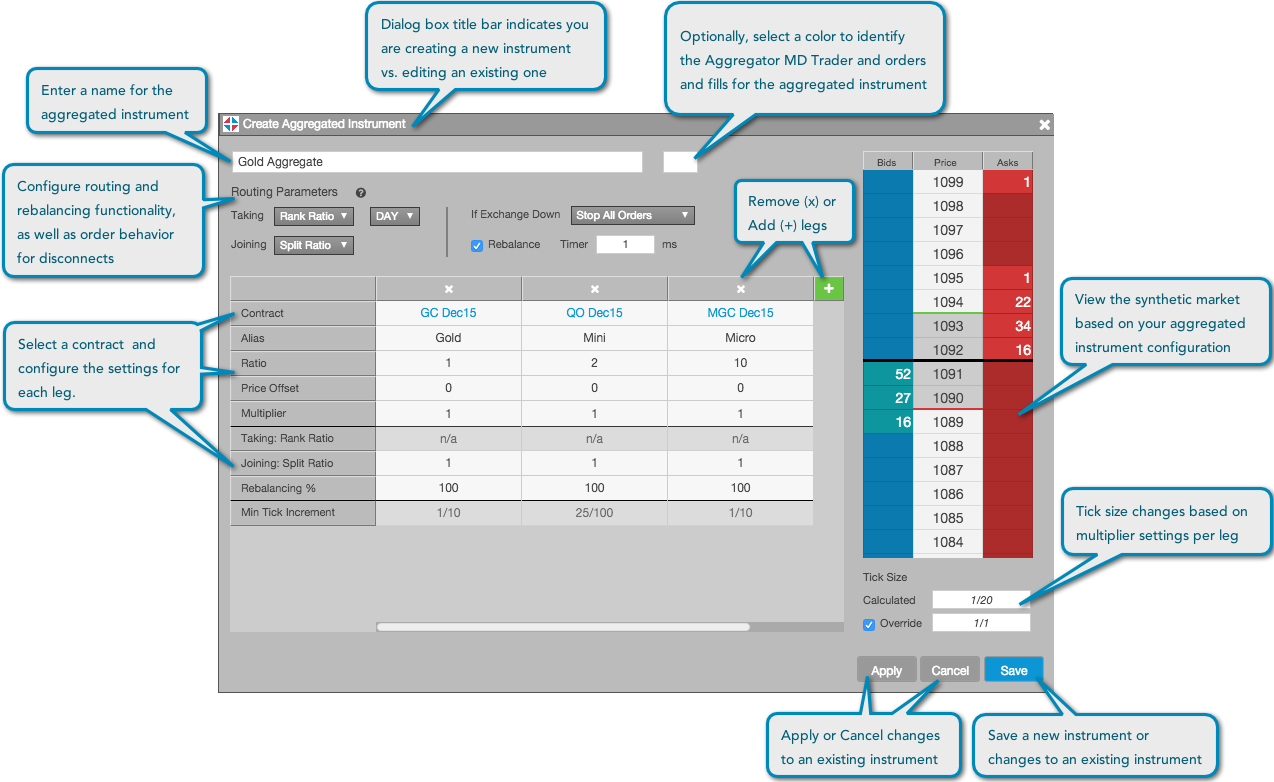 Dialog box title bar indicates you
are creating a new instrument
vs. editing an existing one
Optionally, select a color to identify
the Aggregator MD Trader and orders
and fills for the aggregated instrument
Enter a name for the
aggregated instrument
Create Aggregated Instrument
Gold Aggregate
Configure routing and
rebalancing functionality,
as well as order behavior
for disconnects
Routing Parameters ?
Taking Rank Ratio DAY
Joining Split Ratio
If Exchange Down Stop All Orders
Rebalance Timer 1 ms
Remove (x) or
Add (+) legs
Select a contract and
configure the settings for
each leg.
Contract GC Dec15 QO Dec15 MGC Dec15
Alias Gold Mini Micro
Ratio 1 2 10
Price Offset 0 0 0
Multiplier 1 1 1
Taking: Rank Ratio n/a n/a n/a
Joining: Split Ratio 1 1 1
Rebalancing % 100 100 100
Min Tick Increment 1/10 25/100 1/10
Bids Price Asks
1099 1
1098
1097
1096
1095 1
1094 22
1093 34
1092 16
52 1091
27 1090
16 1089
1088
1087
1086
1085
1084
View the synthetic market
based on your aggregated
instrument configuration
Tick size changes based on
multiplier settings per leg
Tick Size
Calculated 1/20
Override 1/1
Apply Cancel Save
Apply or Cancel changes
to an existing instrument
Save a new instrument or
changes to an existing instrument